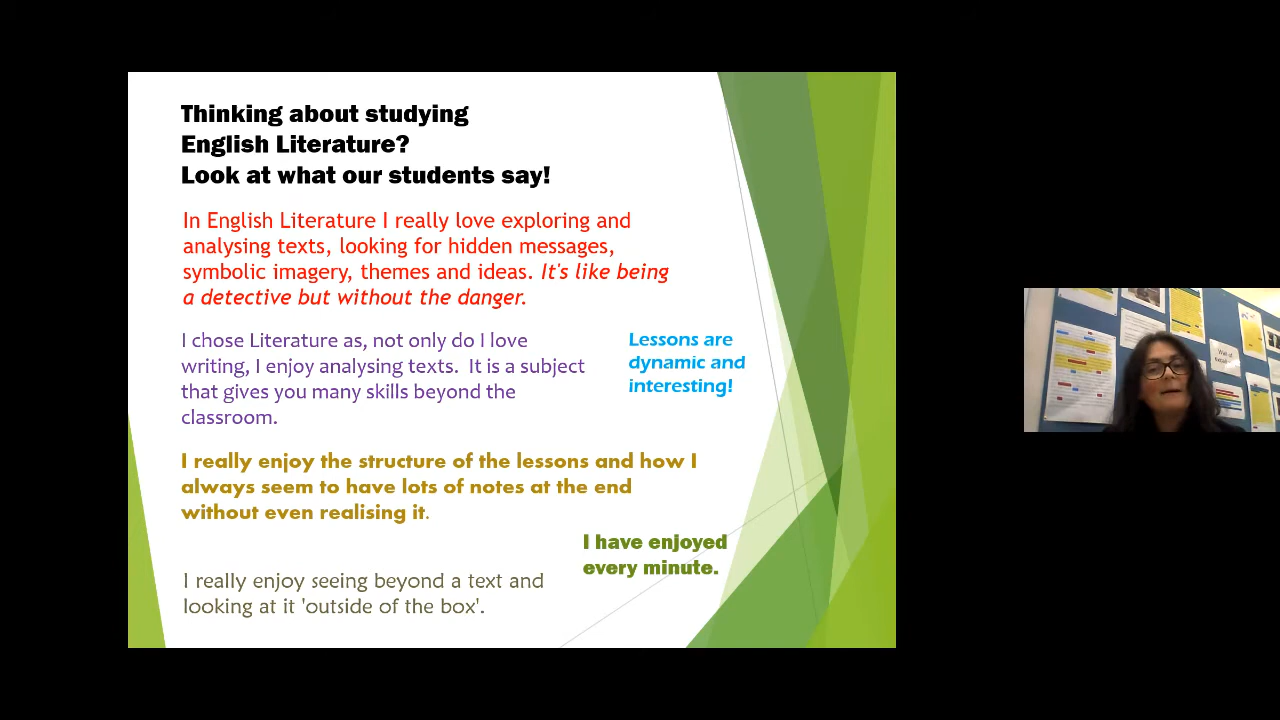 Thinking about studying
English Literature?
Look at what our students say!
In English Literature I really love exploring and
analysing texts, looking for hidden messages,
symbolic imagery, themes and ideas. It's like being
a detective but without the danger.
I chose Literature as, not only do I love
writing, I enjoy analysing texts.  It is a subject
that gives you many skills beyond the
classroom.
Lessons are
dynamic and
interesting!
I really enjoy the structure of the lessons and how I
always seem to have lots of notes at the end
without even realising it.
I have enjoyed
every minute.
I really enjoy seeing beyond a text and
looking at it 'outside of the box'.
Wall of